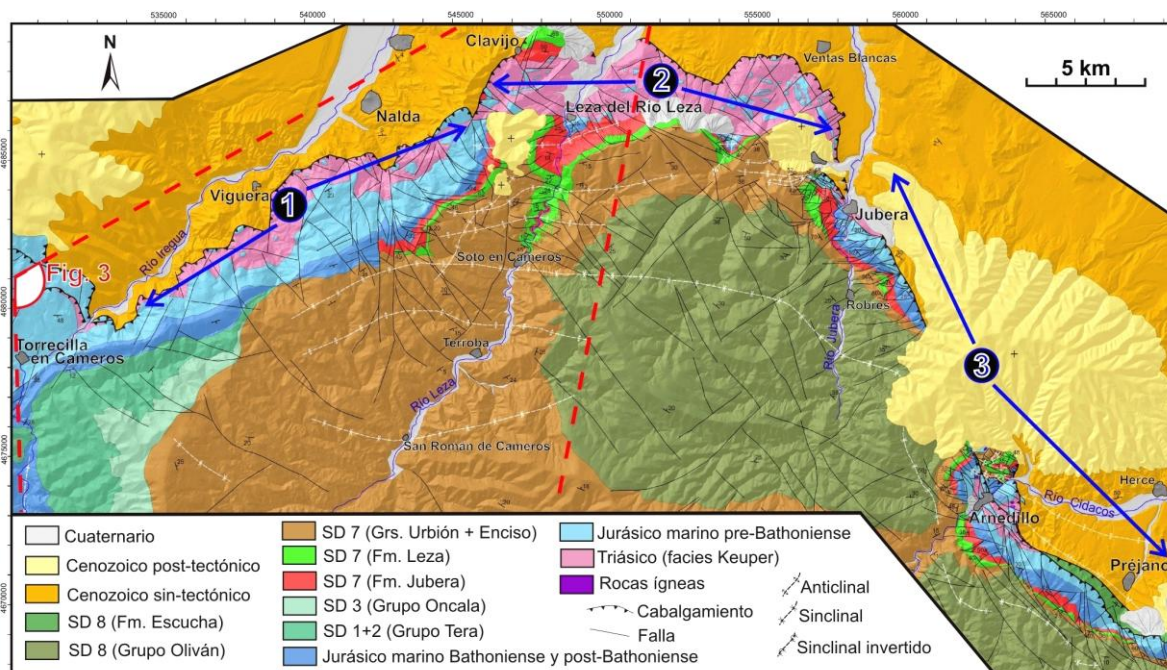 535000
540000
545000
550000
555000
560000
565000
N
Clavijo
2
Ventas Blancas
5 km
Nalda
Leza del Río Leza
4685000
Viguera
1
Jubera
Río Iregua
Fig. 3
Soto en Cameros
4680000
Robres
Torrecilla
en Cameros
Terroba
Río Jubera
3
Río Leza
San Román de Cameros
4675000
Herce
Río Cidacos
Arnedillo
Préjano
4670000
Cuaternario
Cenozoico post-tectónico
Cenozoico sin-tectónico
SD 8 (Fm. Escucha)
SD 8 (Grupo Oliván)
SD 7 (Grs. Urbión + Enciso)
SD 7 (Fm. Leza)
SD 7 (Fm. Jubera)
SD 3 (Grupo Oncala)
SD 1+2 (Grupo Tera)
Jurásico marino Bathoniense y post-Bathoniense
Jurásico marino pre-Bathoniense
Triásico (facies Keuper)
Rocas ígneas
Cabalgamiento
Falla
Anticlinal
Sinclinal
Sinclinal invertido